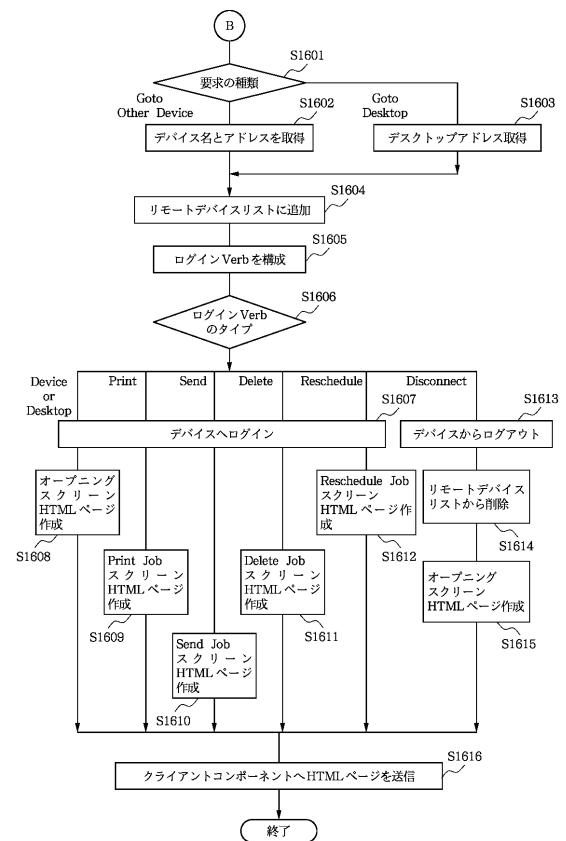 B
S1601
要求の種類
Goto
Other Device
S1602
Goto
Desktop
S1603
デバイス名とアドレスを取得
デスクトップアドレス取得
S1604
リモートデバイスリストに追加
S1605
ログインVerbを構成
S1606
ログインVerb
のタイプ
Device
or
Desktop
Print
Send
Delete
Reschedule
Disconnect
S1607
S1613
デバイスへログイン
デバイスからログアウト
オープニング
スクリーン
HTMLページ
作成
S1608
Print Job
スクリーン
HTMLページ
作成
S1609
Send Job
スクリーン
HTMLページ
作成
S1610
Delete Job
スクリーン
HTMLページ
作成
S1611
Reschedule Job
スクリーン
HTMLページ作
成
S1612
リモートデバイス
リストから削除
S1614
オープニング
スクリーン
HTMLページ作成
S1615
S1616
クライアントコンポーネントへHTMLページを送信
終了